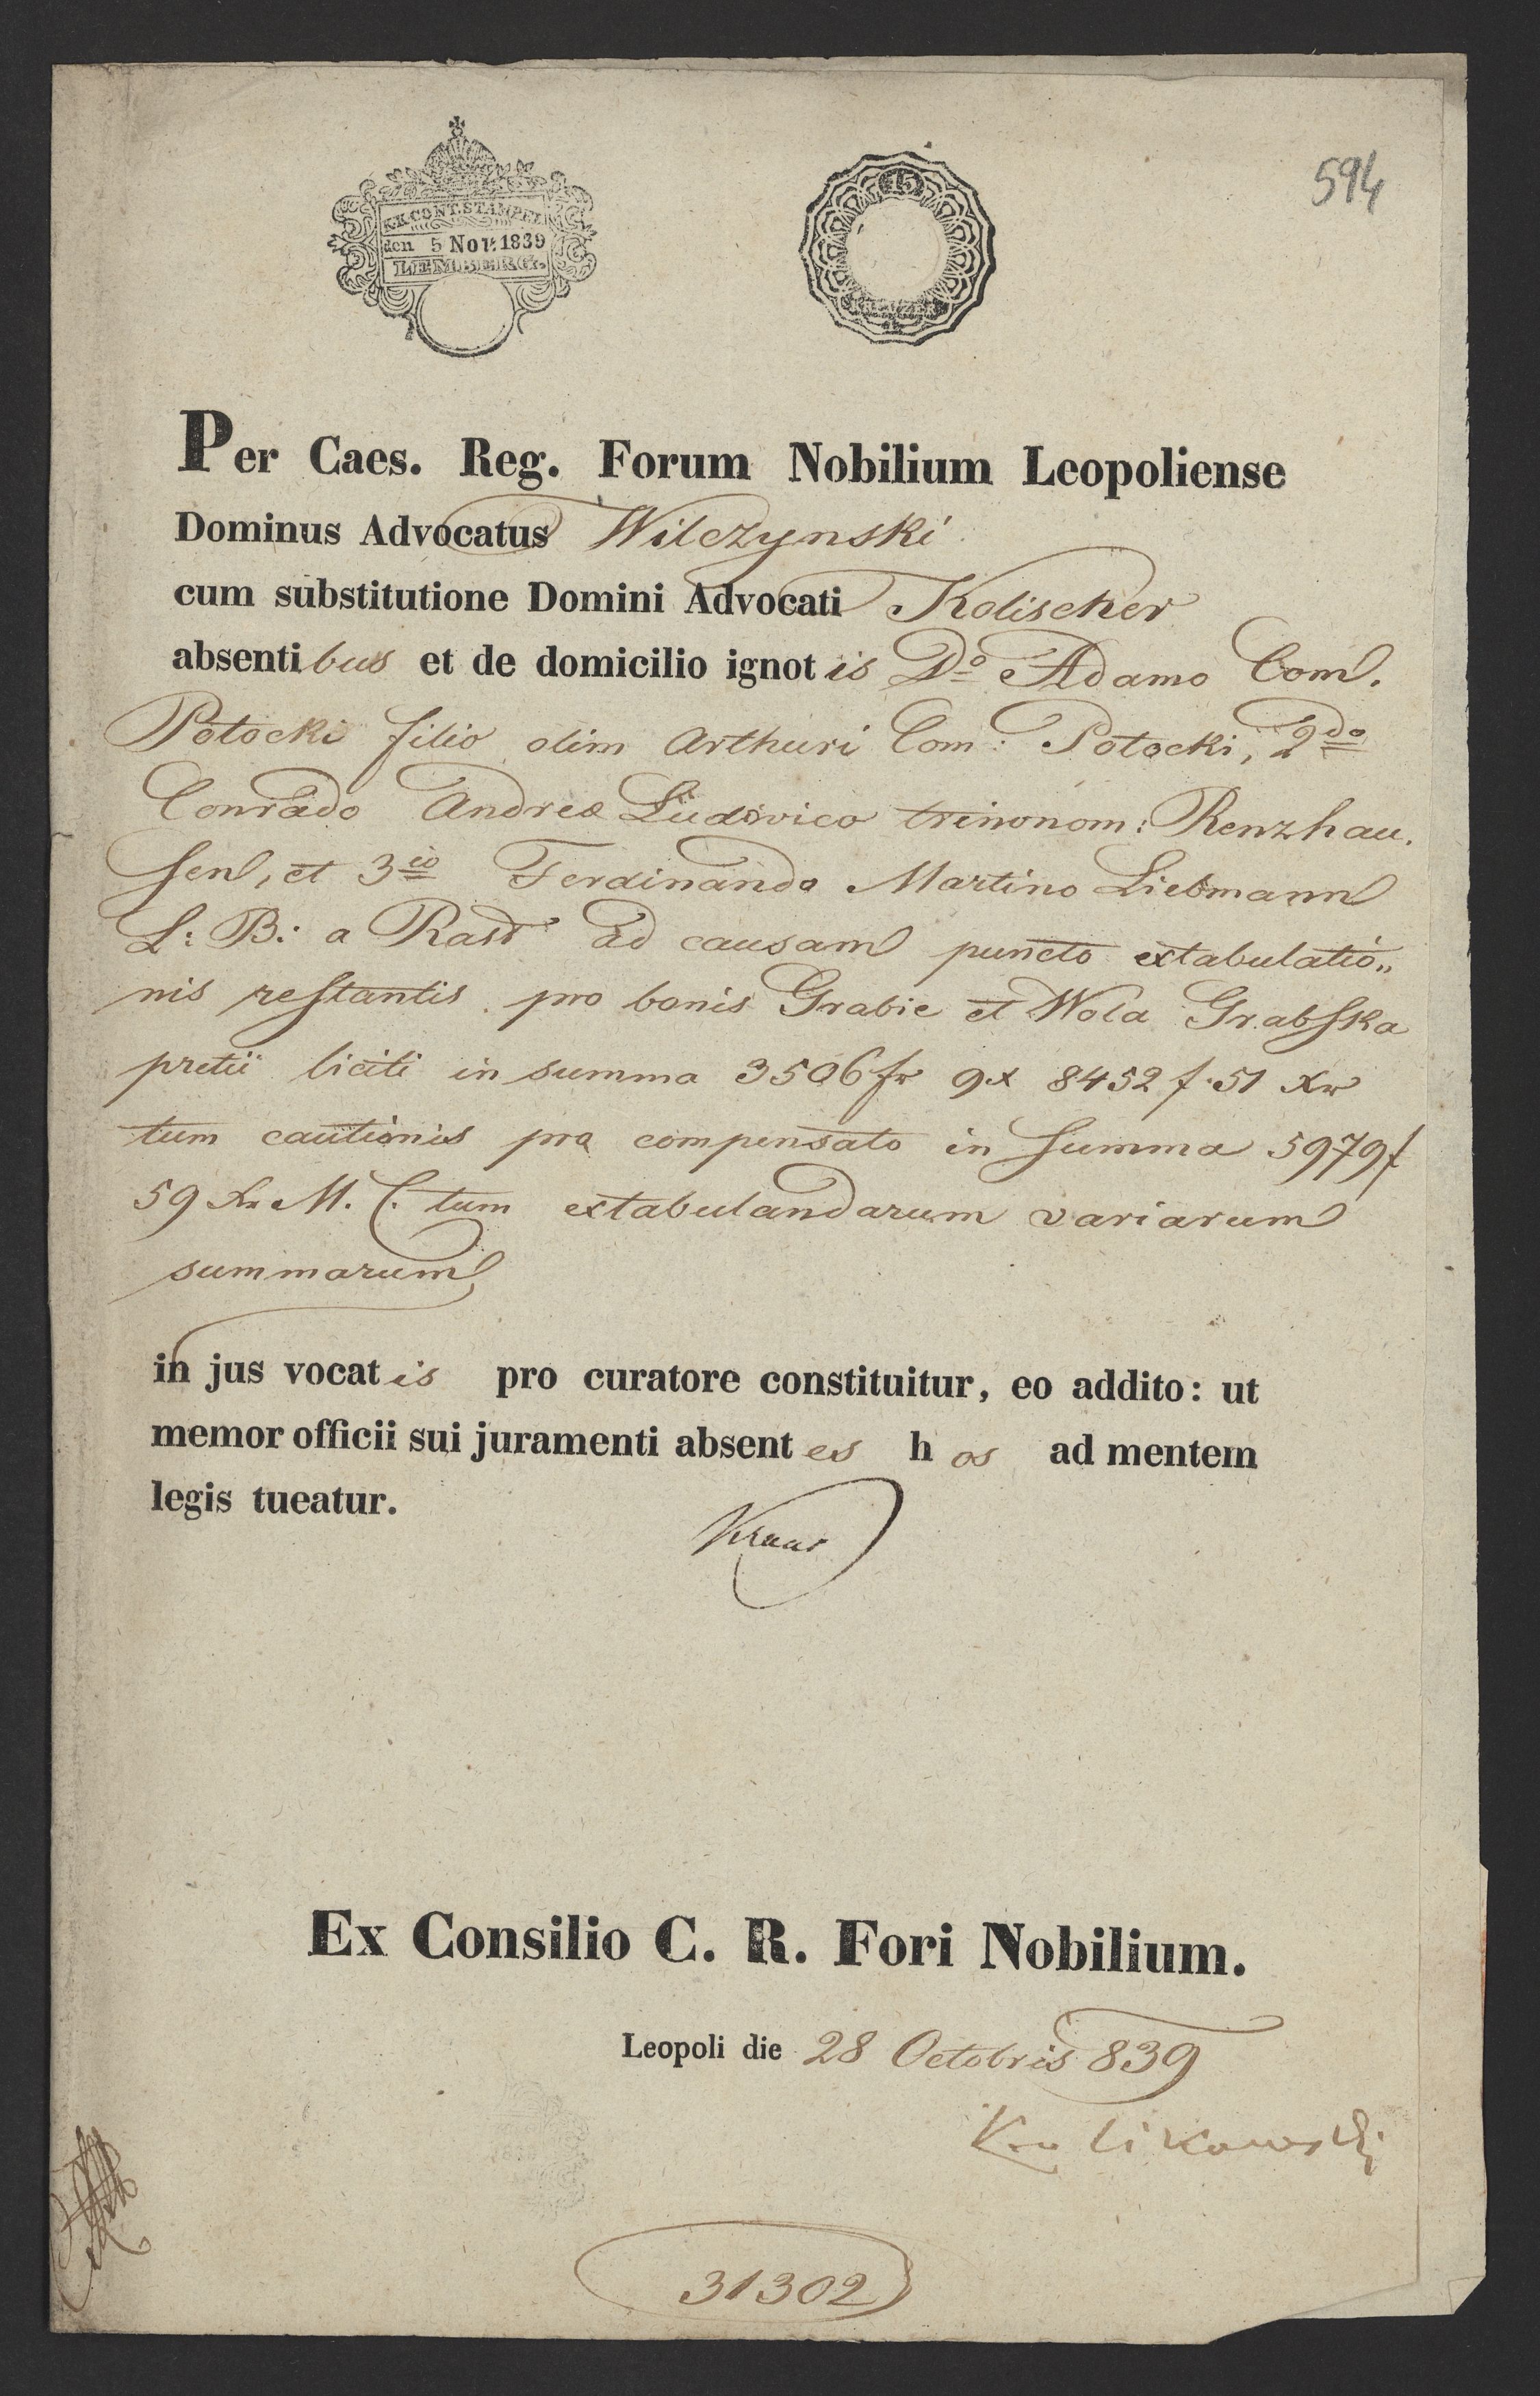 594
K.K. CONT. STAMPEL
den 5 Nov. 1839
LEMBERG.
15
Per Caes. Reg. Forum Nobilium Leopoliense
Dominus Advocatus Wilczynski
cum substitutione Domini Advocati Kolischer
absentibus et de domicilio ignotis 1º Adamo Com.
Potocki filio olim Arthuri Com: Potocki, 2do
Conrado Andreæ Ludovico trinonom: Renzhau,
sen, et 3io Ferdinando Martino Liebmann
L: B: a Rast ad causam puncto extabulatio„
nis restantis pro bonis Grabie et Wola Grabska
pretii liciti in summa 3506 fr 9x 8452 f. 51 Xr
tum cautionis pro compensato in summa 5979 f
59 Xr M. C. tum extabulandarum variarum
summarum
in jus vocatis pro curatore constituitur, eo addito: ut
memor officii sui juramenti absentes hos ad mentem
legis tueatur.
Kraus
Ex Consilio C. R. Fori Nobilium.
Leopoli die 28 Octobris 839
31302